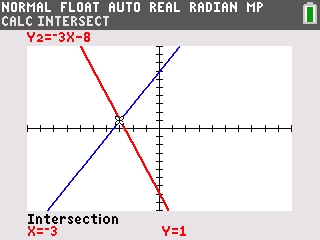 NORMAL FLOAT AUTO REAL RADIAN MP
CALC INTERSECT
Y₂=⁻3X-8
Intersection
X=⁻3 Y=1